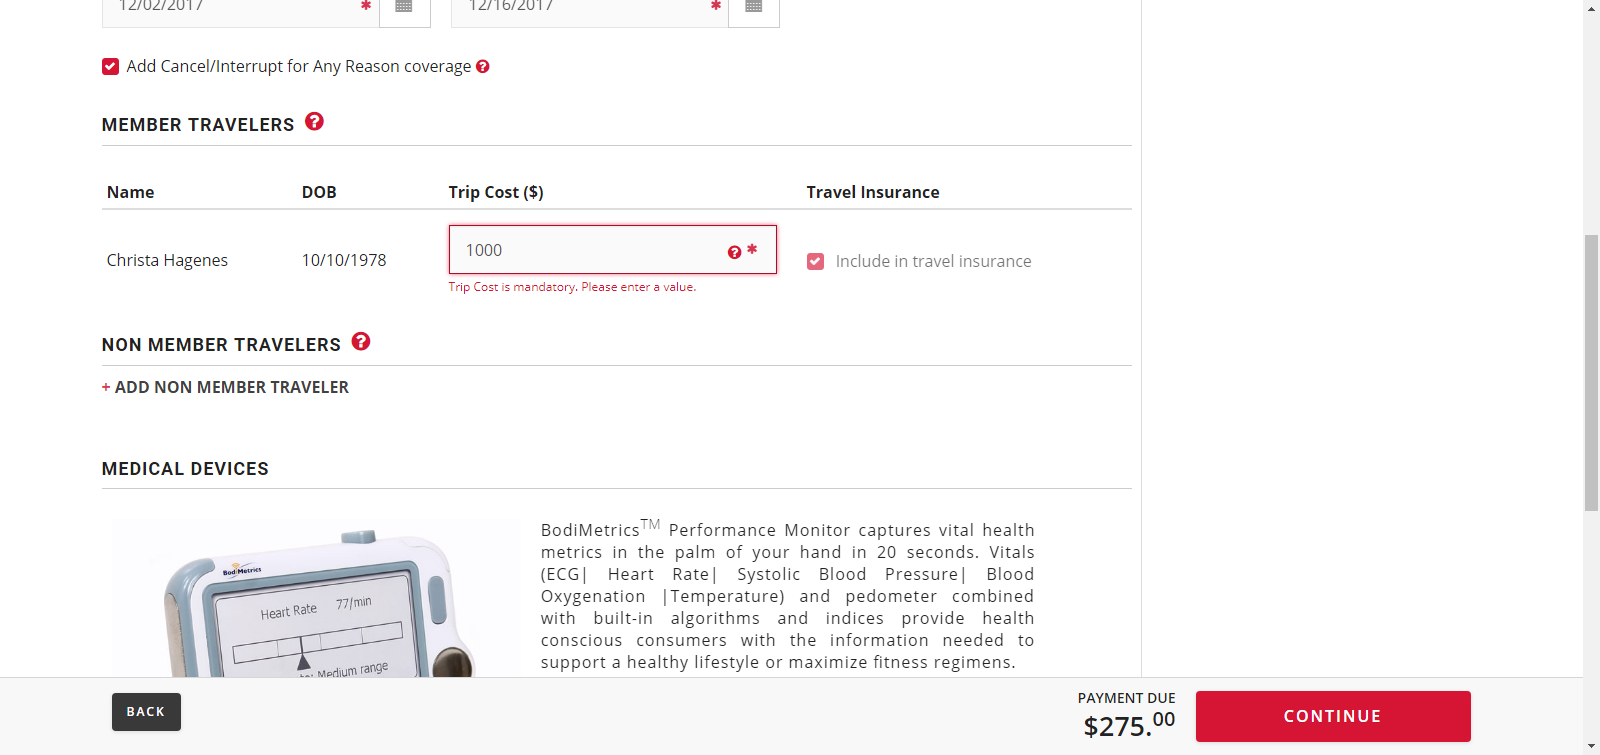 12/02/2017 * 12/16/2017 *
Add Cancel/Interrupt for Any Reason coverage ?
MEMBER TRAVELERS ?
Name DOB Trip Cost ($) Travel Insurance
Christa Hagenes 10/10/1978 1000 ? * Include in travel insurance
Trip Cost is mandatory. Please enter a value.
NON MEMBER TRAVELERS ?
+ ADD NON MEMBER TRAVELER
MEDICAL DEVICES
BodiMetrics
Heart Rate 77/min
Medium range
BodiMetrics™ Performance Monitor captures vital health
metrics in the palm of your hand in 20 seconds. Vitals
(ECG| Heart Rate| Systolic Blood Pressure| Blood
Oxygenation |Temperature) and pedometer combined
with built-in algorithms and indices provide health
conscious consumers with the information needed to
support a healthy lifestyle or maximize fitness regimens.
BACK
PAYMENT DUE
$275.00
CONTINUE